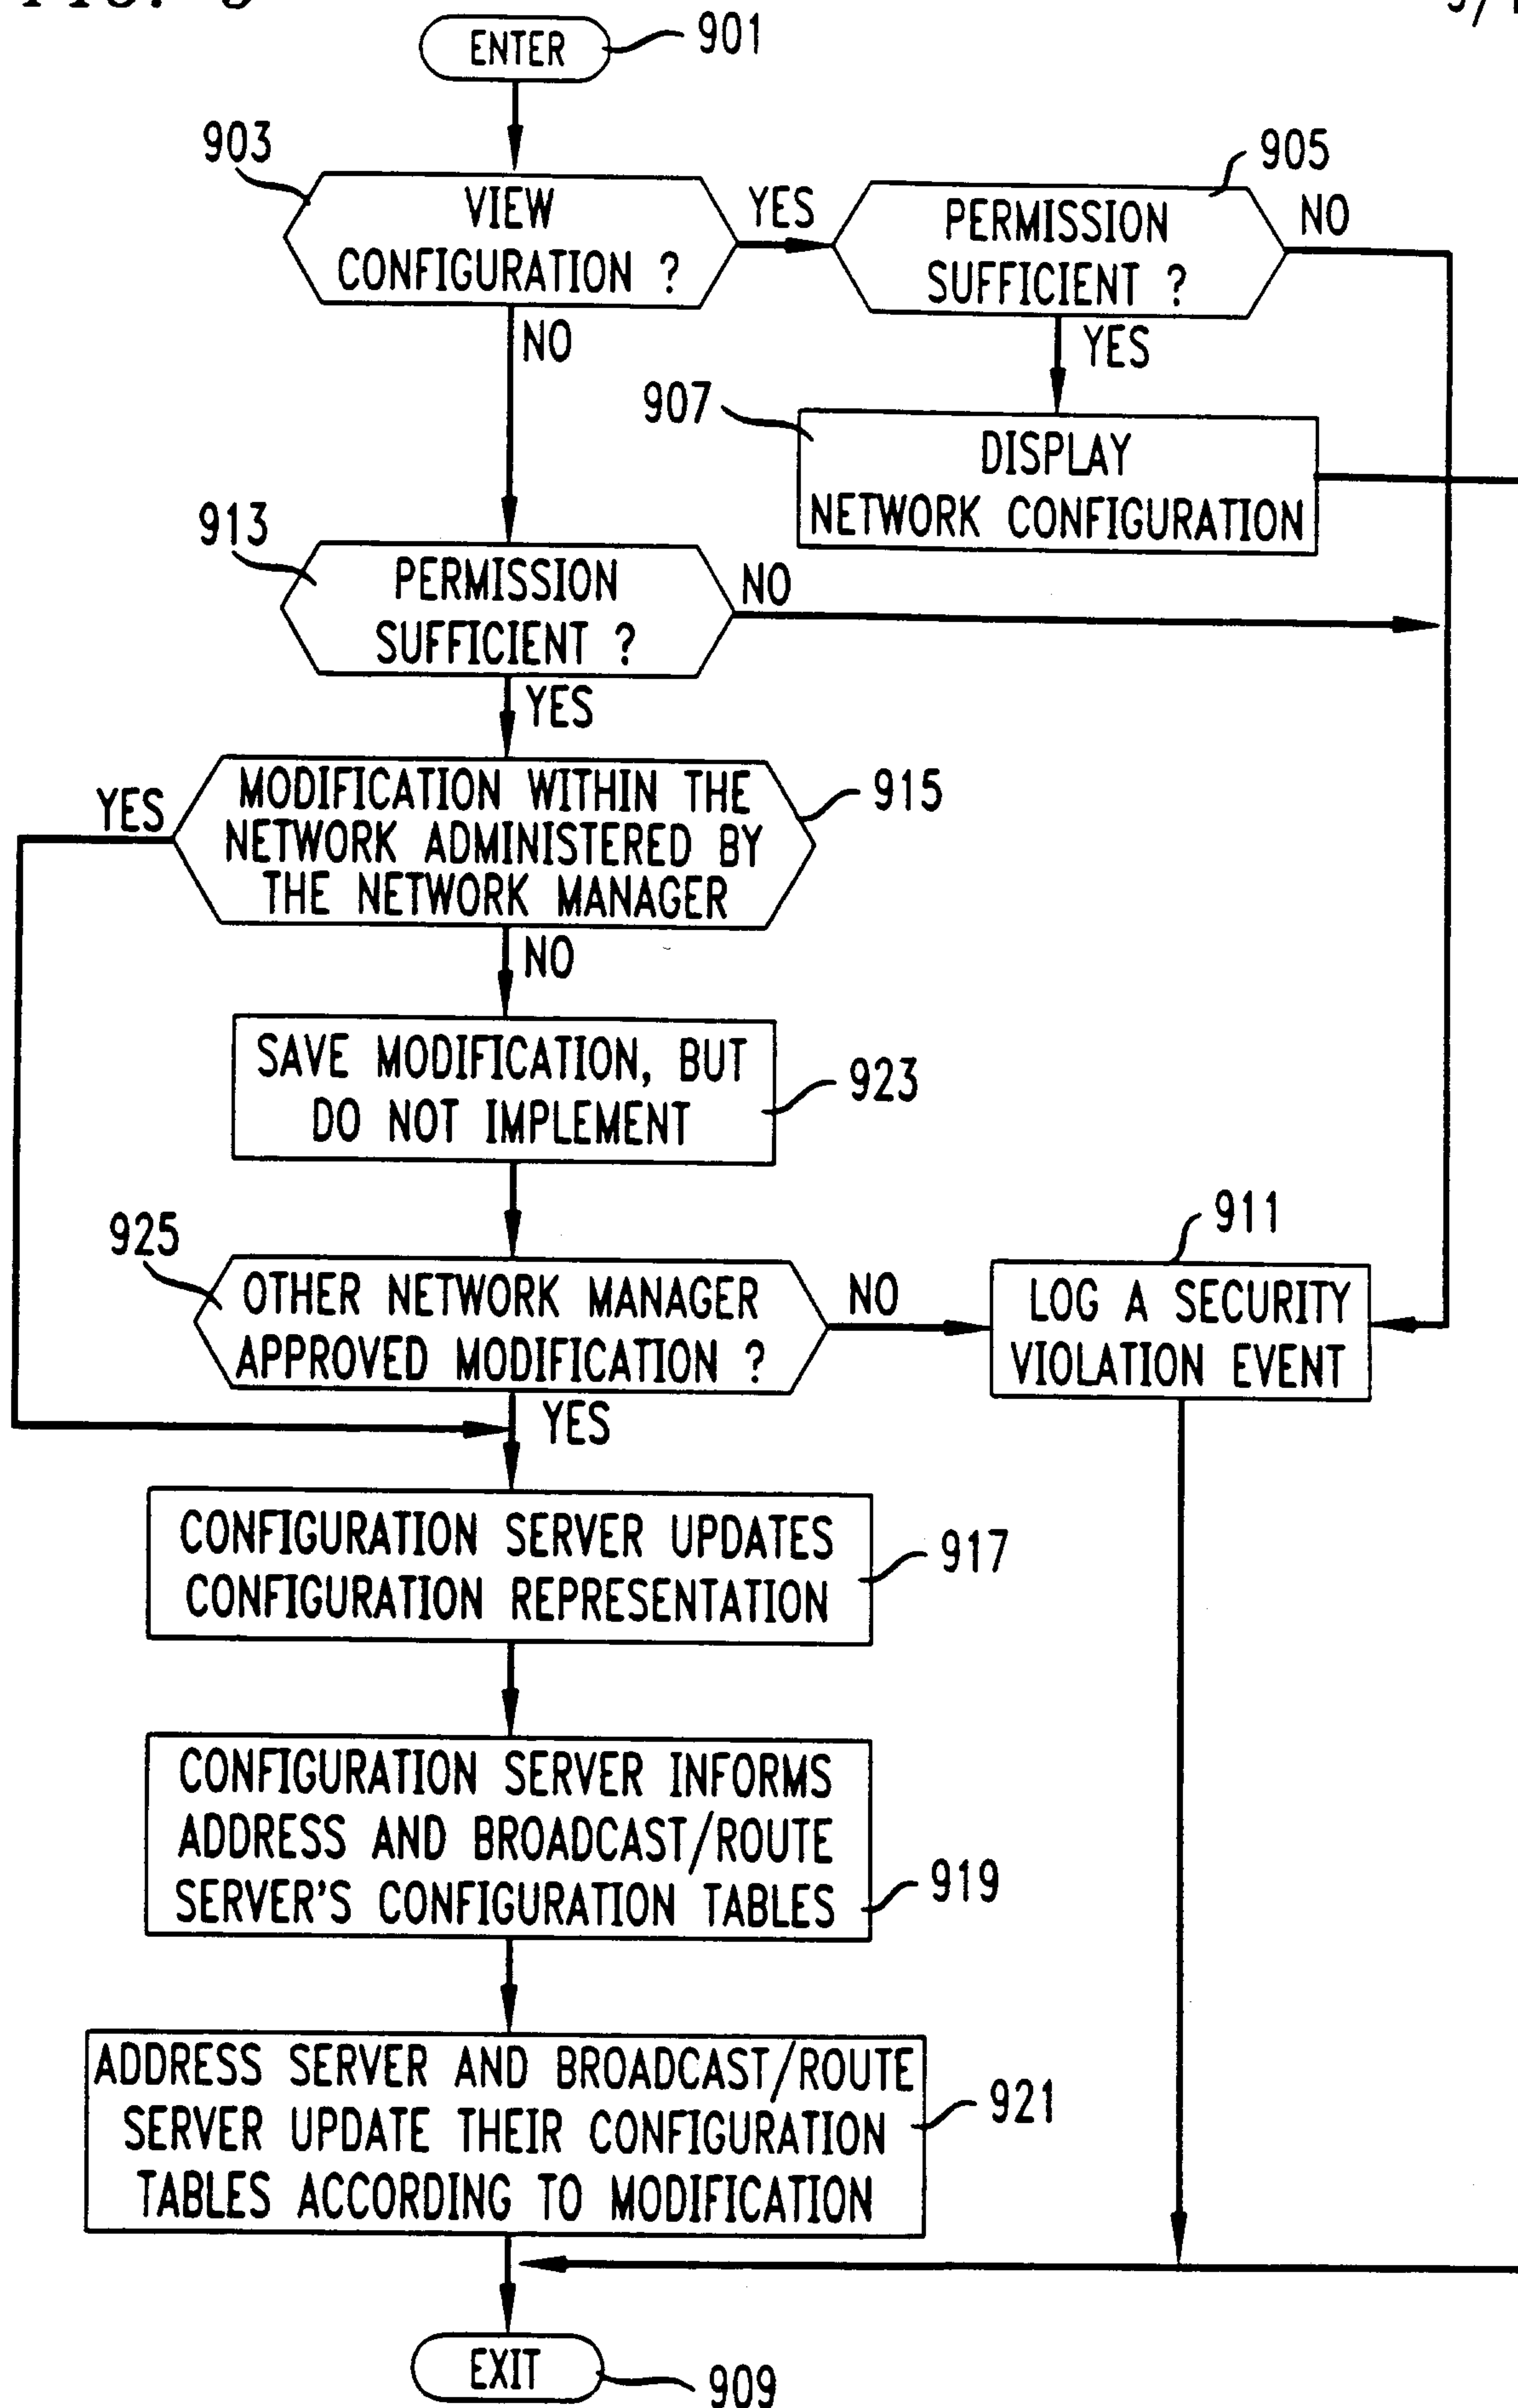 ENTER
901
903
VIEW
CONFIGURATION ?
YES
905
PERMISSION
SUFFICIENT ?
NO
NO
YES
907
DISPLAY
NETWORK CONFIGURATION
913
PERMISSION
SUFFICIENT ?
NO
YES
YES
MODIFICATION WITHIN THE
NETWORK ADMINISTERED BY
THE NETWORK MANAGER
915
NO
SAVE MODIFICATION, BUT
DO NOT IMPLEMENT
923
925
OTHER NETWORK MANAGER
APPROVED MODIFICATION ?
NO
911
LOG A SECURITY
VIOLATION EVENT
YES
CONFIGURATION SERVER UPDATES
CONFIGURATION REPRESENTATION
917
CONFIGURATION SERVER INFORMS
ADDRESS AND BROADCAST/ROUTE
SERVER'S CONFIGURATION TABLES
919
ADDRESS SERVER AND BROADCAST/ROUTE
SERVER UPDATE THEIR CONFIGURATION
TABLES ACCORDING TO MODIFICATION
921
EXIT
909